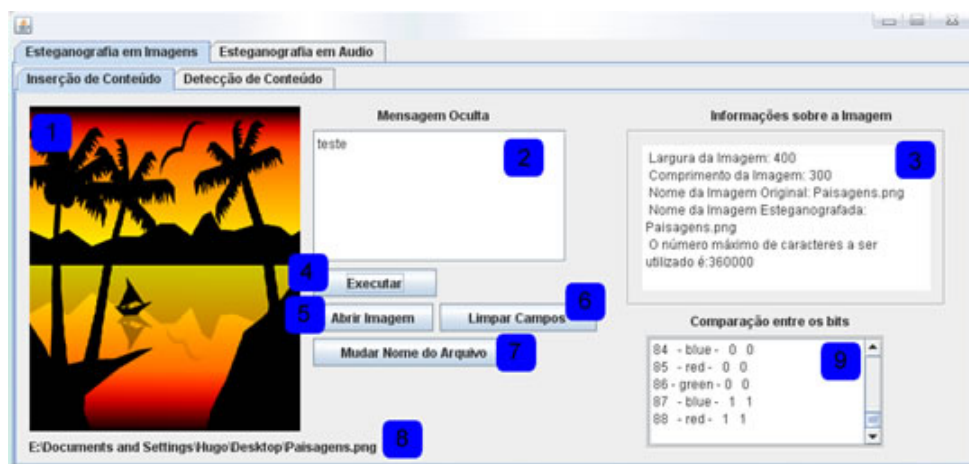 Esteganografia em Imagens Esteganografia em Audio
Inserção de Conteúdo Detecção de Conteúdo
1
Mensagem Oculta
teste
2
Informações sobre a Imagem
Largura da Imagem: 400
Comprimento da Imagem: 300
Nome da Imagem Original: Paisagens.png
Nome da Imagem Esteganografada:
Paisagens.png
O número máximo de caracteres a ser
utilizado é:360000
3
4
Executar
5
Abrir Imagem
Limpar Campos
6
Mudar Nome do Arquivo
7
Comparação entre os bits
84 - blue - 0 0
85 - red - 0 0
86 - green - 0 0
87 - blue - 1 1
88 - red - 1 1
9
E:\Documents and Settings\Hugo\Desktop\Paisagens.png
8